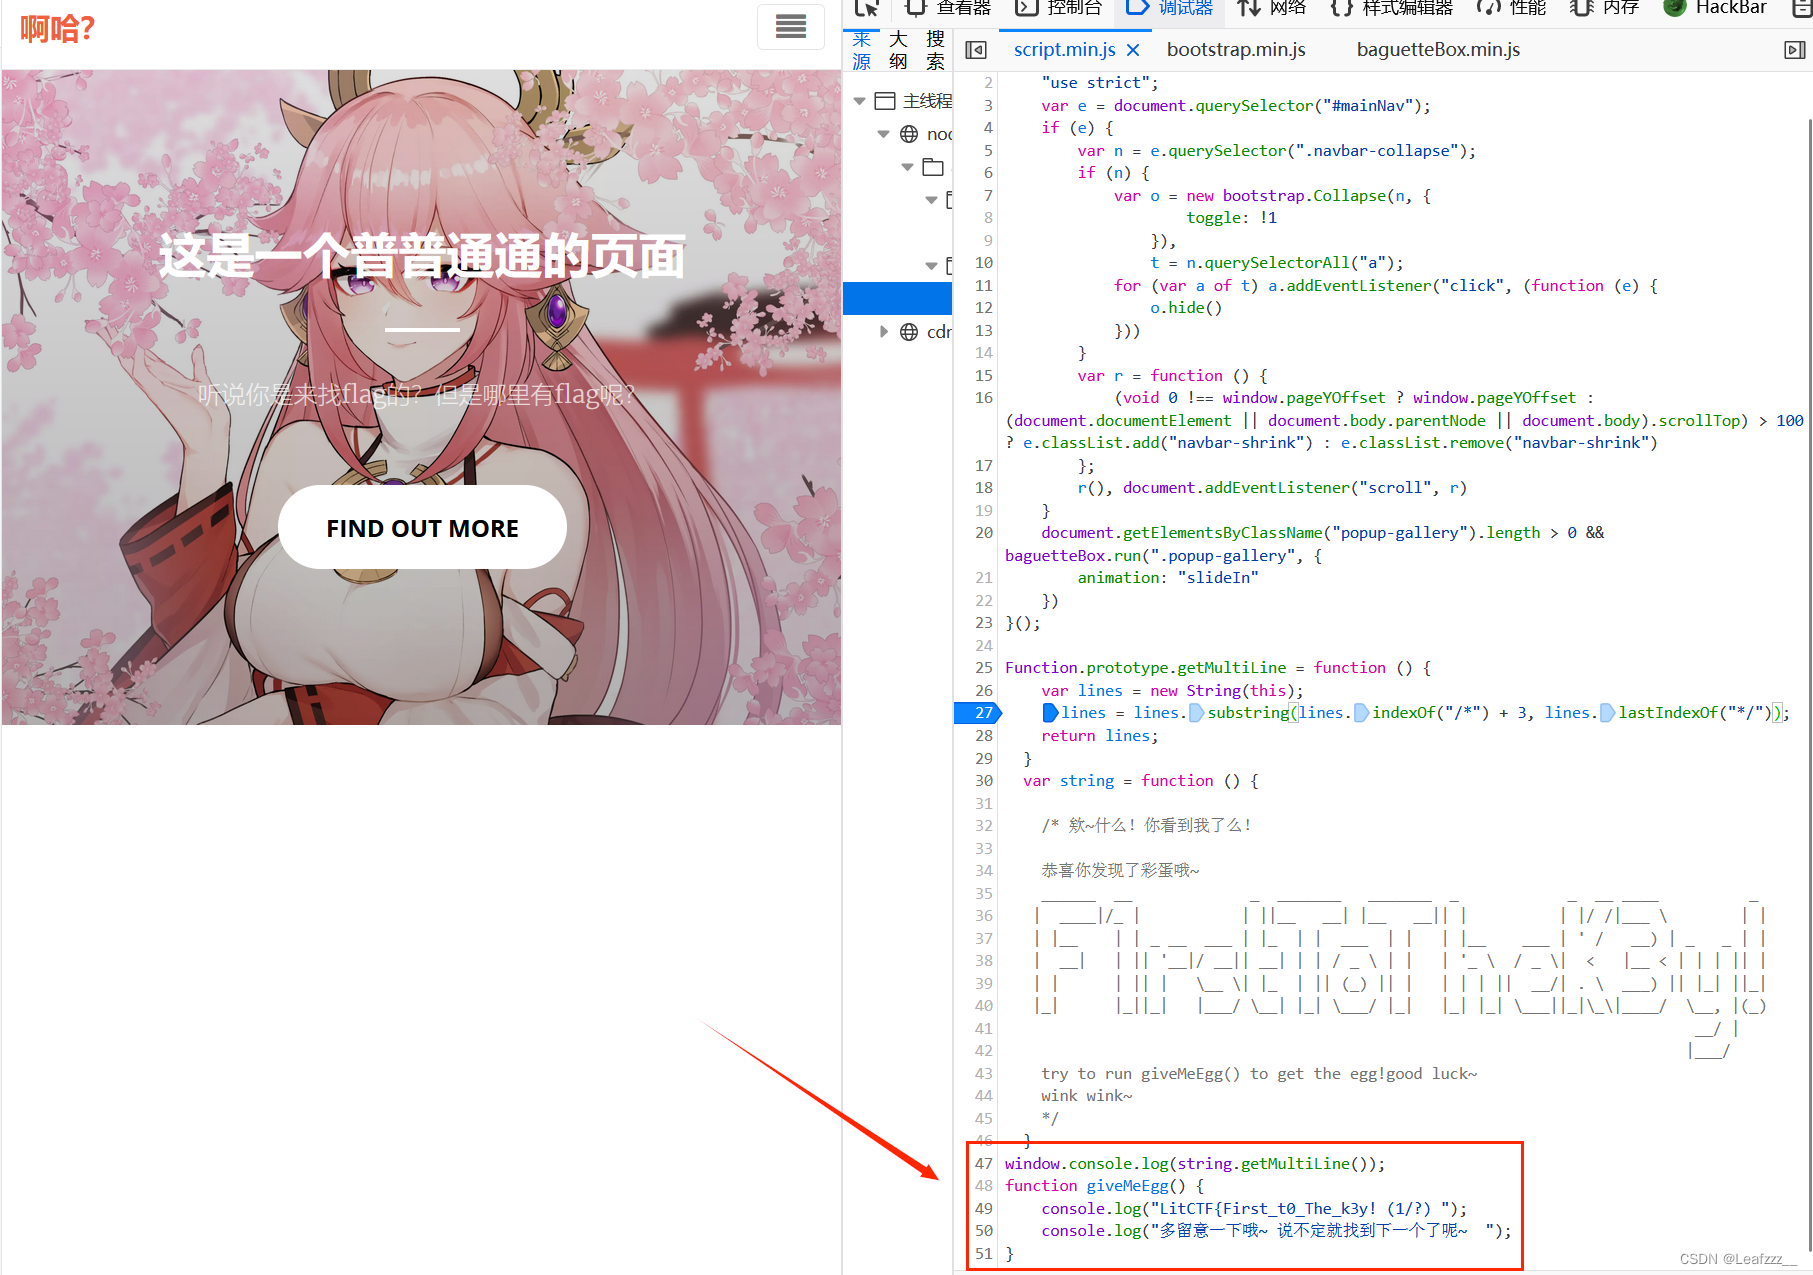 啊哈？
这是一个普普通通的页面
听说你是来找flag的？但是哪里有flag呢？
FIND OUT MORE
查看器 控制台 调试器 网络 样式编辑器 性能 内存 HackBar
来源 大纲 搜索
script.min.js bootstrap.min.js baguetteBox.min.js
主线程
cdn
2 "use strict";
3 var e = document.querySelector("#mainNav");
4 if (e) {
5 var n = e.querySelector(".navbar-collapse");
6 if (n) {
7 var o = new bootstrap.Collapse(n, {
8 toggle: !1
9 }),
10 t = n.querySelectorAll("a");
11 for (var a of t) a.addEventListener("click", (function (e) {
12 o.hide()
13 }))
14 }
15 var r = function () {
16 (void 0 !== window.pageYOffset ? window.pageYOffset :
(document.documentElement || document.body.parentNode || document.body).scrollTop) > 100
? e.classList.add("navbar-shrink") : e.classList.remove("navbar-shrink")
17 };
18 r(), document.addEventListener("scroll", r)
19 }
20 document.getElementsByClassName("popup-gallery").length > 0 &&
baguetteBox.run(".popup-gallery", {
21 animation: "slideIn"
22 })
23 }();
24
25 Function.prototype.getMultiLine = function () {
26 var lines = new String(this);
27 lines = lines.substring(lines.indexOf("/*") + 3, lines.lastIndexOf("*/"));
28 return lines;
29 }
30 var string = function () {
31
32 /* 欸~什么！你看到我了么！
33
34 恭喜你发现了彩蛋哦~
35
36
37
38
39
40
41
42
43 try to run giveMeEgg() to get the egg!good luck~
44 wink wink~
45 */
46 }
47 window.console.log(string.getMultiLine());
48 function giveMeEgg() {
49 console.log("LitCTF{First_t0_The_k3y! (1/?) ");
50 console.log("多留意一下哦~ 说不定就找到下一个了呢~  ");
51 }
CSDN @Leafzzz__